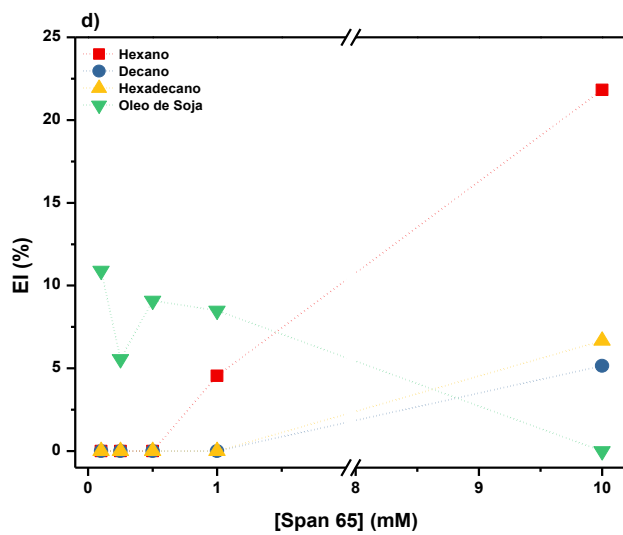 d)
25
20
15
10
5
0
EI (%)
Hexano
Decano
Hexadecano
Oleo de Soja
0 1 8 9 10
[Span 65] (mM)